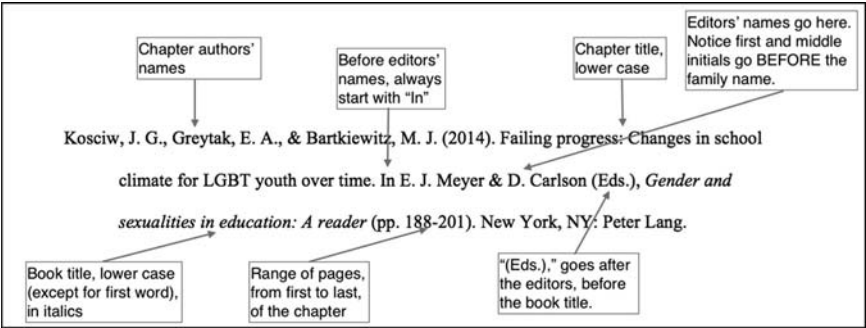 Chapter authors'
names
Before editors'
names, always
start with "In"
Chapter title,
lower case
Editors' names go here.
Notice first and middle
initials go BEFORE the
family name.
Kosciw, J. G., Greytak, E. A., & Bartkiewitz, M. J. (2014). Failing progress: Changes in school
climate for LGBT youth over time. In E. J. Meyer & D. Carlson (Eds.), Gender and
sexualities in education: A reader (pp. 188-201). New York, NY: Peter Lang.
Book title, lower case
(except for first word),
in italics
Range of pages,
from first to last,
of the chapter
"(Eds.)," goes after
the editors, before
the book title.